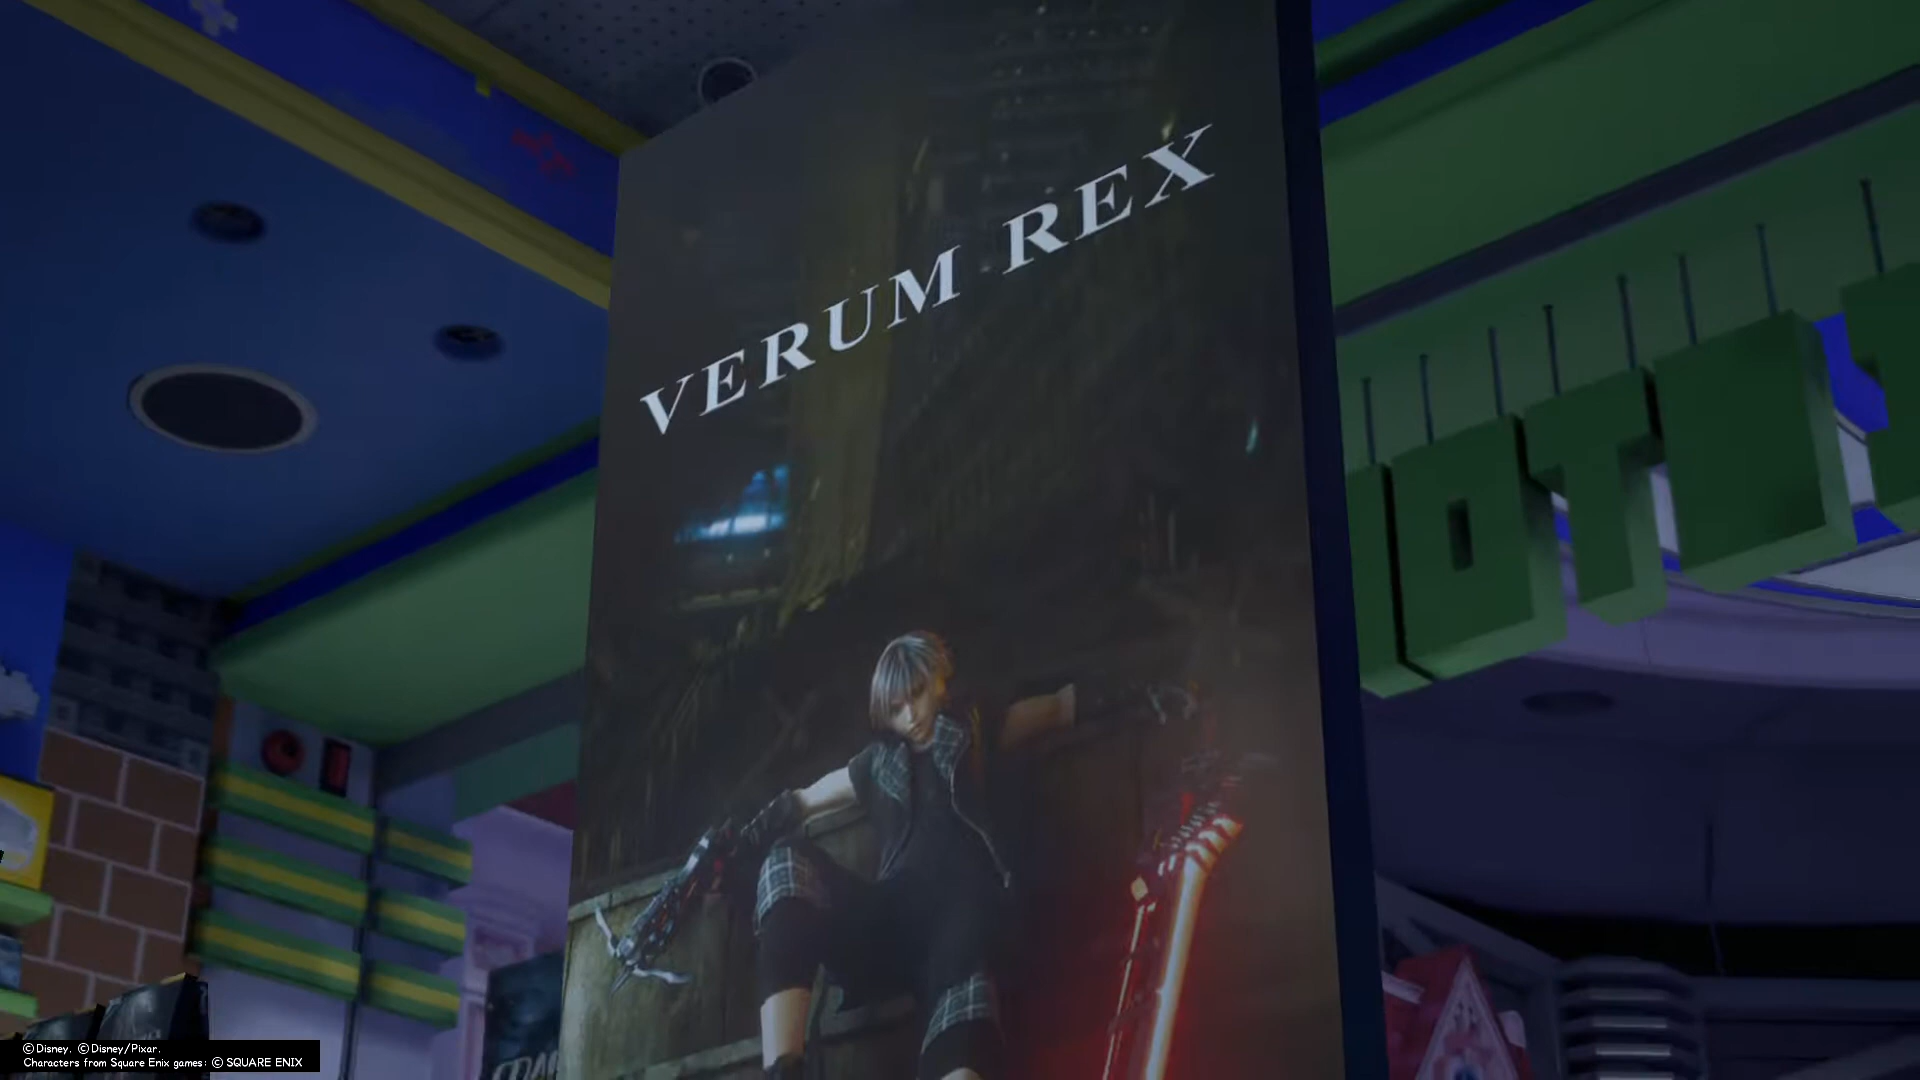 VERUM REX
©Disney. ©Disney/Pixar.
Characters from Square Enix games: © SQUARE ENIX